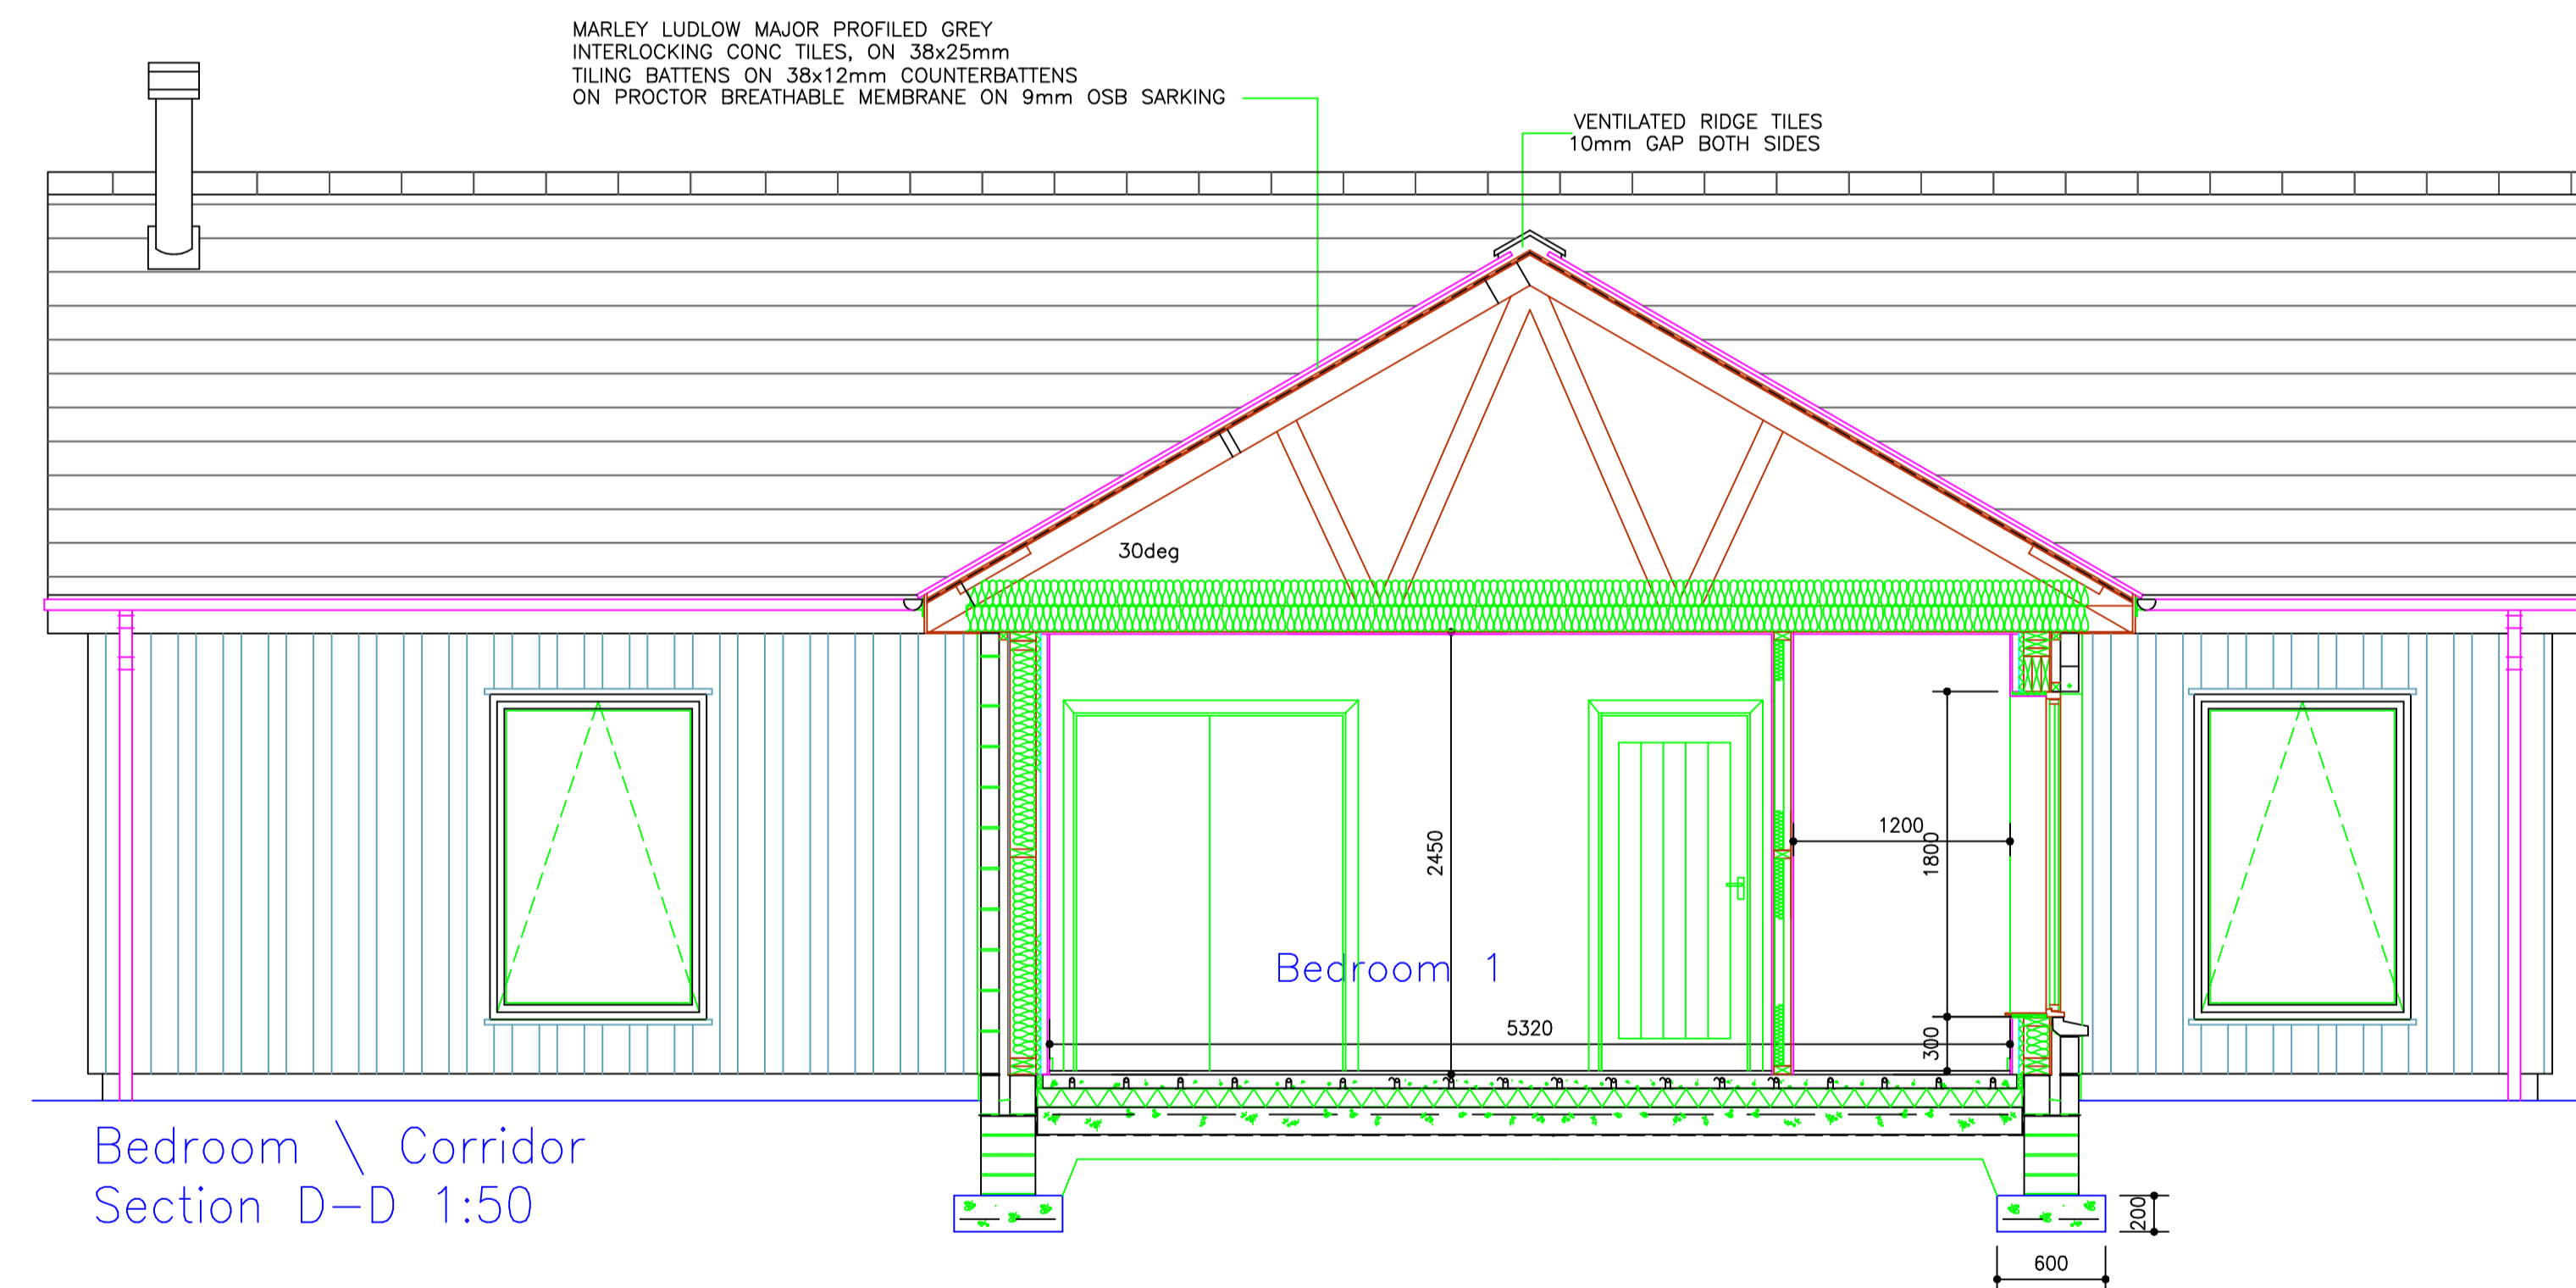 MARLEY LUDLOW MAJOR PROFILED GREY
INTERLOCKING CONC TILES, ON 38x25mm
TILING BATTENS ON 38x12mm COUNTERBATTENS
ON PROCTOR BREATHABLE MEMBRANE ON 9mm OSB SARKING
VENTILATED RIDGE TILES
10mm GAP BOTH SIDES
30deg
2450
1200
1800
Bedroom 1
5320
300
Bedroom \ Corridor
Section D-D 1:50
200
600